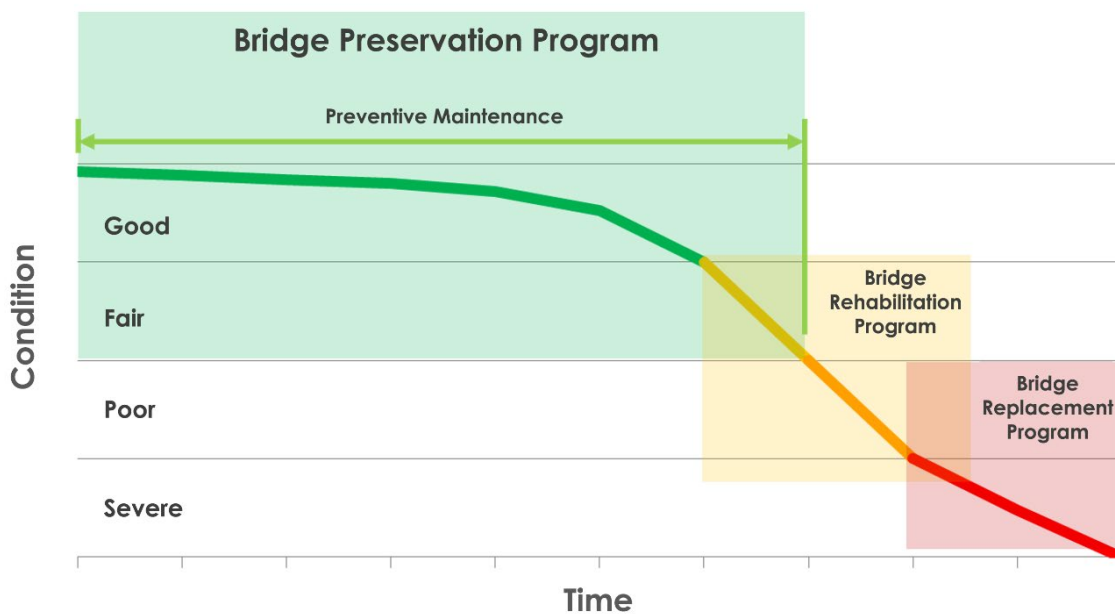 Bridge Preservation Program
Preventive Maintenance
Good
Fair
Poor
Severe
Condition
Bridge
Rehabilitation
Program
Bridge
Replacement
Program
Time